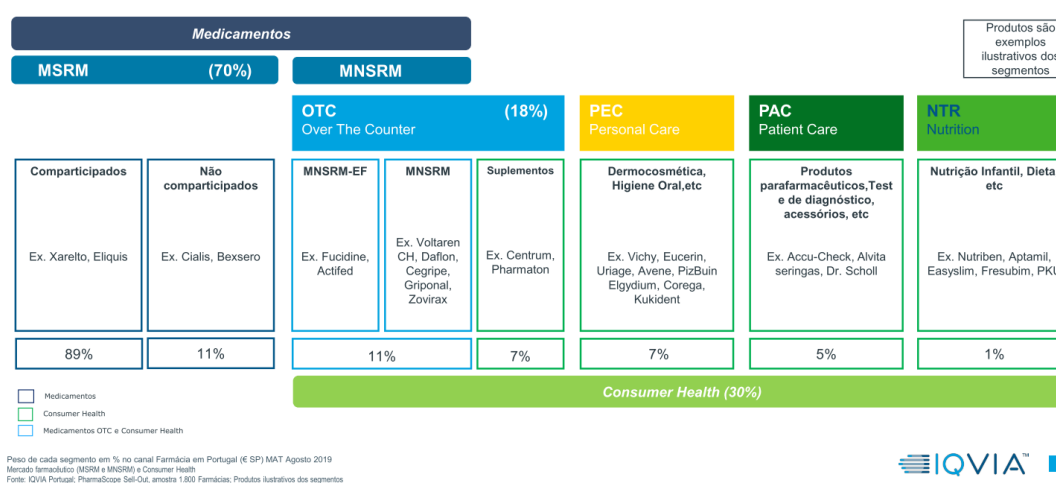 Medicamentos
Produtos são
exemplos
ilustrativos dos
segmentos
MSRM (70%)
MNSRM
OTC (18%)
Over The Counter
PEC
Personal Care
PAC
Patient Care
NTR
Nutrition
Comparticipados
Ex. Xarelto, Eliquis
89%
Não
comparticipados
Ex. Cialis, Bexsero
11%
MNSRM-EF
Ex. Fucidine,
Actifed
MNSRM
Ex. Voltaren
CH, Daflon,
Cegripe,
Griponal,
Zovirax
11%
Suplementos
Ex. Centrum,
Pharmaton
7%
Dermocosmética,
Higiene Oral,etc
Ex. Vichy, Eucerin,
Uriage, Avene, PizBuin
Elgydium, Corega,
Kukident
7%
Produtos
parafarmacêuticos,Test
e de diagnóstico,
acessórios, etc
Ex. Accu-Check, Alvita
seringas, Dr. Scholl
5%
Nutrição Infantil, Dieta
etc
Ex. Nutriben, Aptamil,
Easyslim, Fresubim, PKU
1%
Consumer Health (30%)
Medicamentos
Consumer Health
Medicamentos OTC e Consumer Health
Peso de cada segmento em % no canal Farmácia em Portugal (€ SP) MAT Agosto 2019
Mercado farmacêutico (MSRM e MNSRM) e Consumer Health
Fonte: IQVIA Portugal; PharmaScope Sell-Out, amostra 1.800 Farmácias; Produtos ilustrativos dos segmentos
IQVIA™